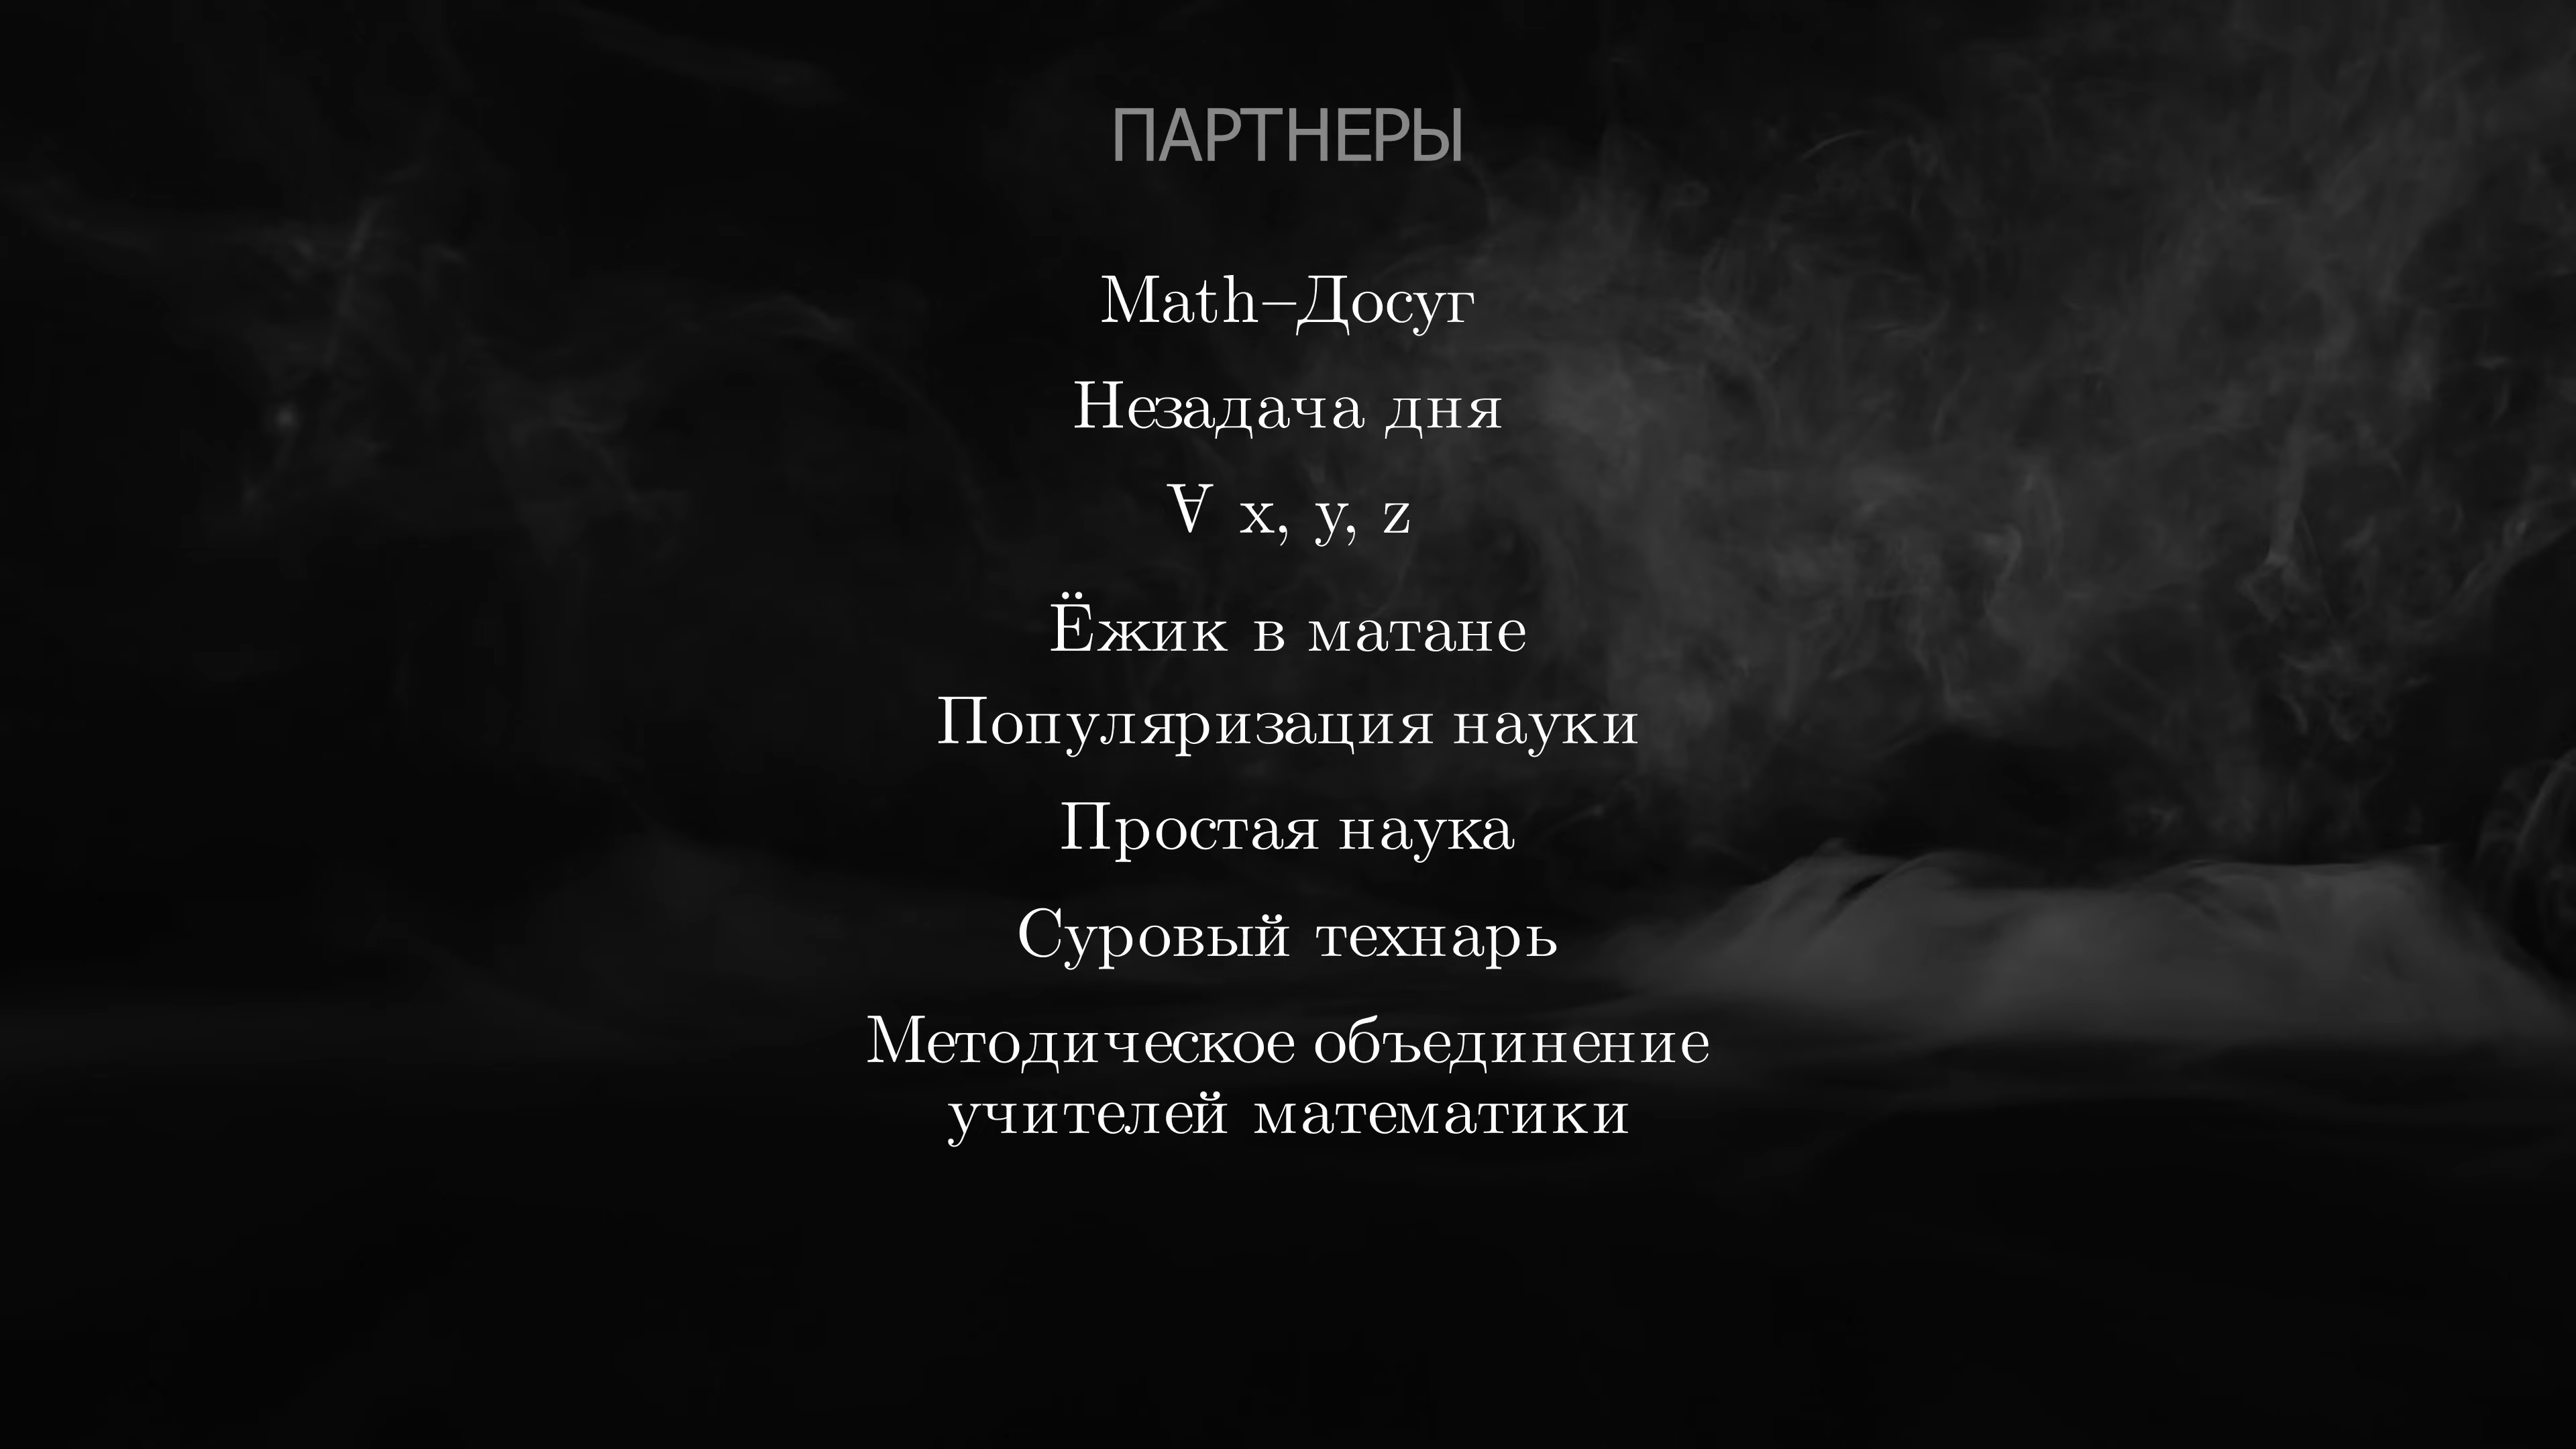 ПАРТНЕРЫ
Math–Досуг
Незадача дня
∀ x, y, z
Ёжик в матане
Популяризация науки
Простая наука
Суровый технарь
Методическое объединение
учителей математики